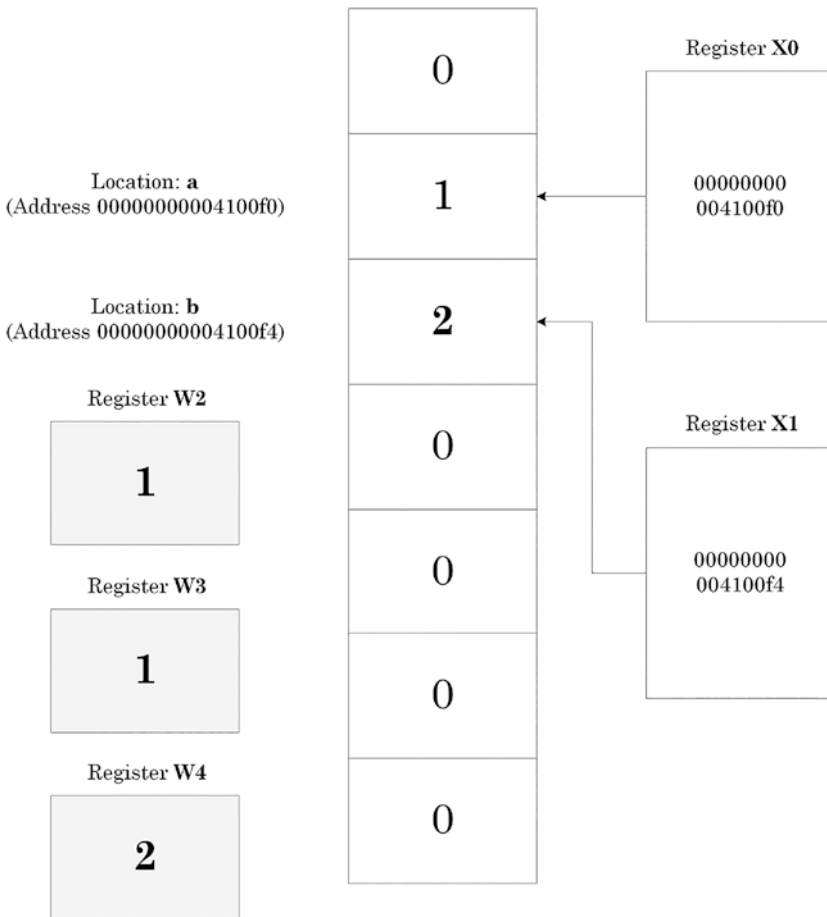 0
Register X0
1
Location: a
(Address 00000000004100f0)
00000000
004100f0
2
Location: b
(Address 00000000004100f4)
Register W2
1
0
Register X1
0
00000000
004100f4
Register W3
1
0
Register W4
2
0